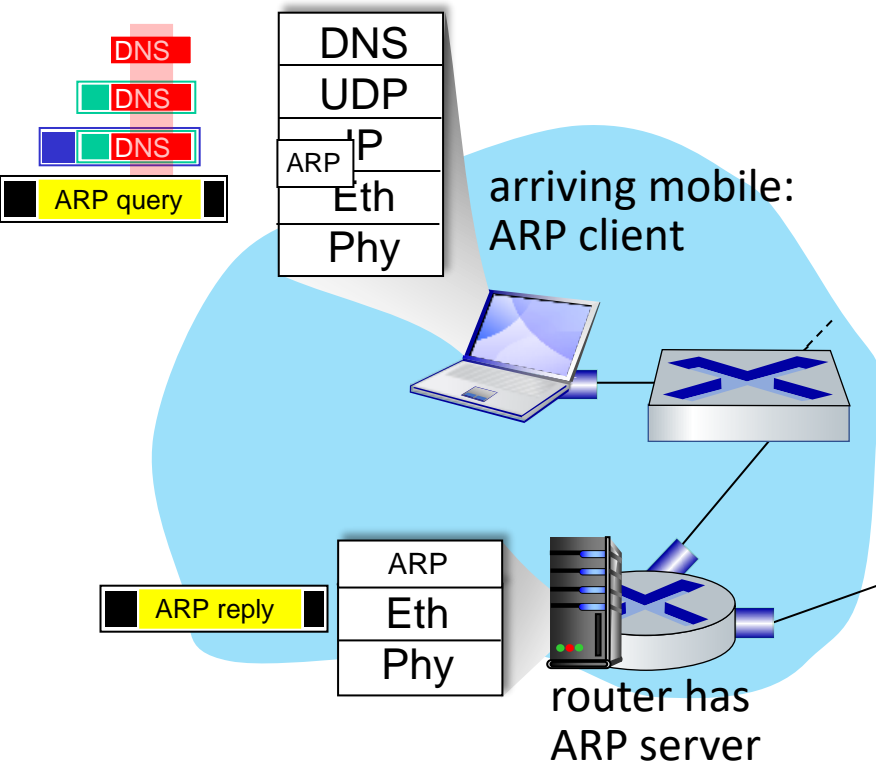 DNS
DNS
DNS
ARP query
DNS
UDP
IP
ARP
Eth
Phy
arriving mobile:
ARP client
ARP reply
ARP
Eth
Phy
router has
ARP server